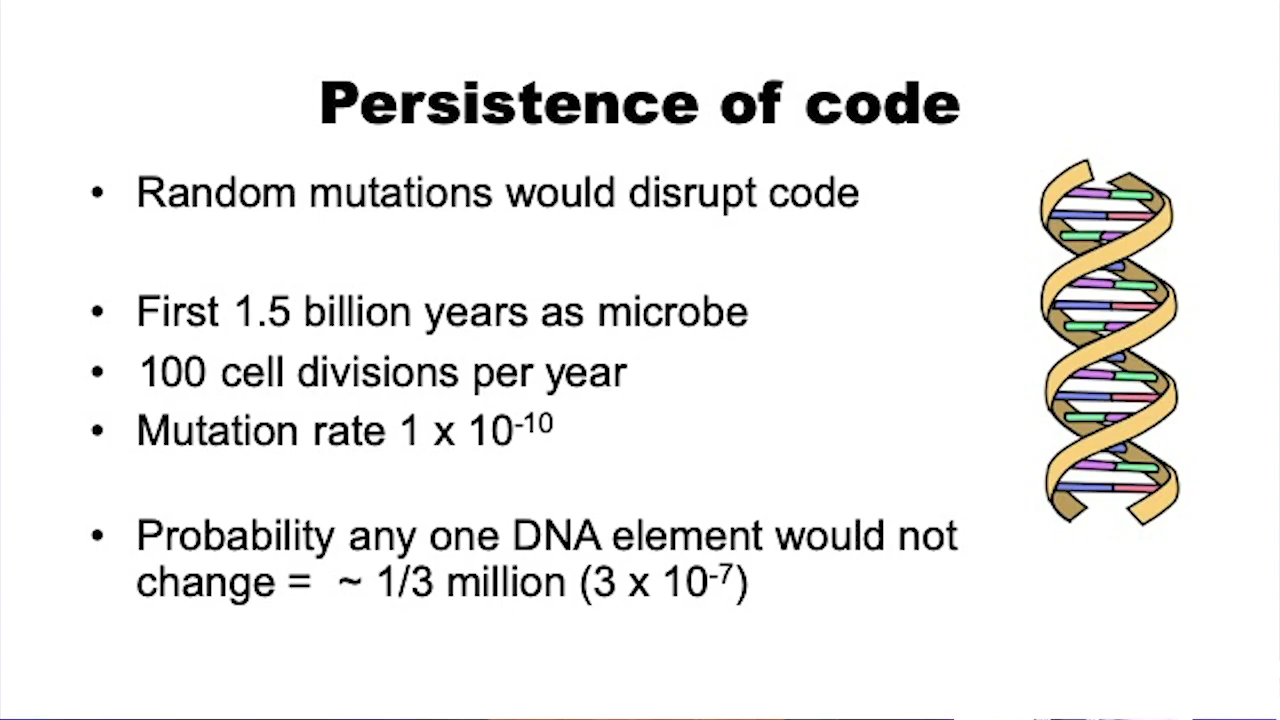 Persistence of code
• Random mutations would disrupt code
• First 1.5 billion years as microbe
• 100 cell divisions per year
• Mutation rate 1 x 10⁻¹⁰
• Probability any one DNA element would not
change = ~ 1/3 million (3 x 10⁻⁷)